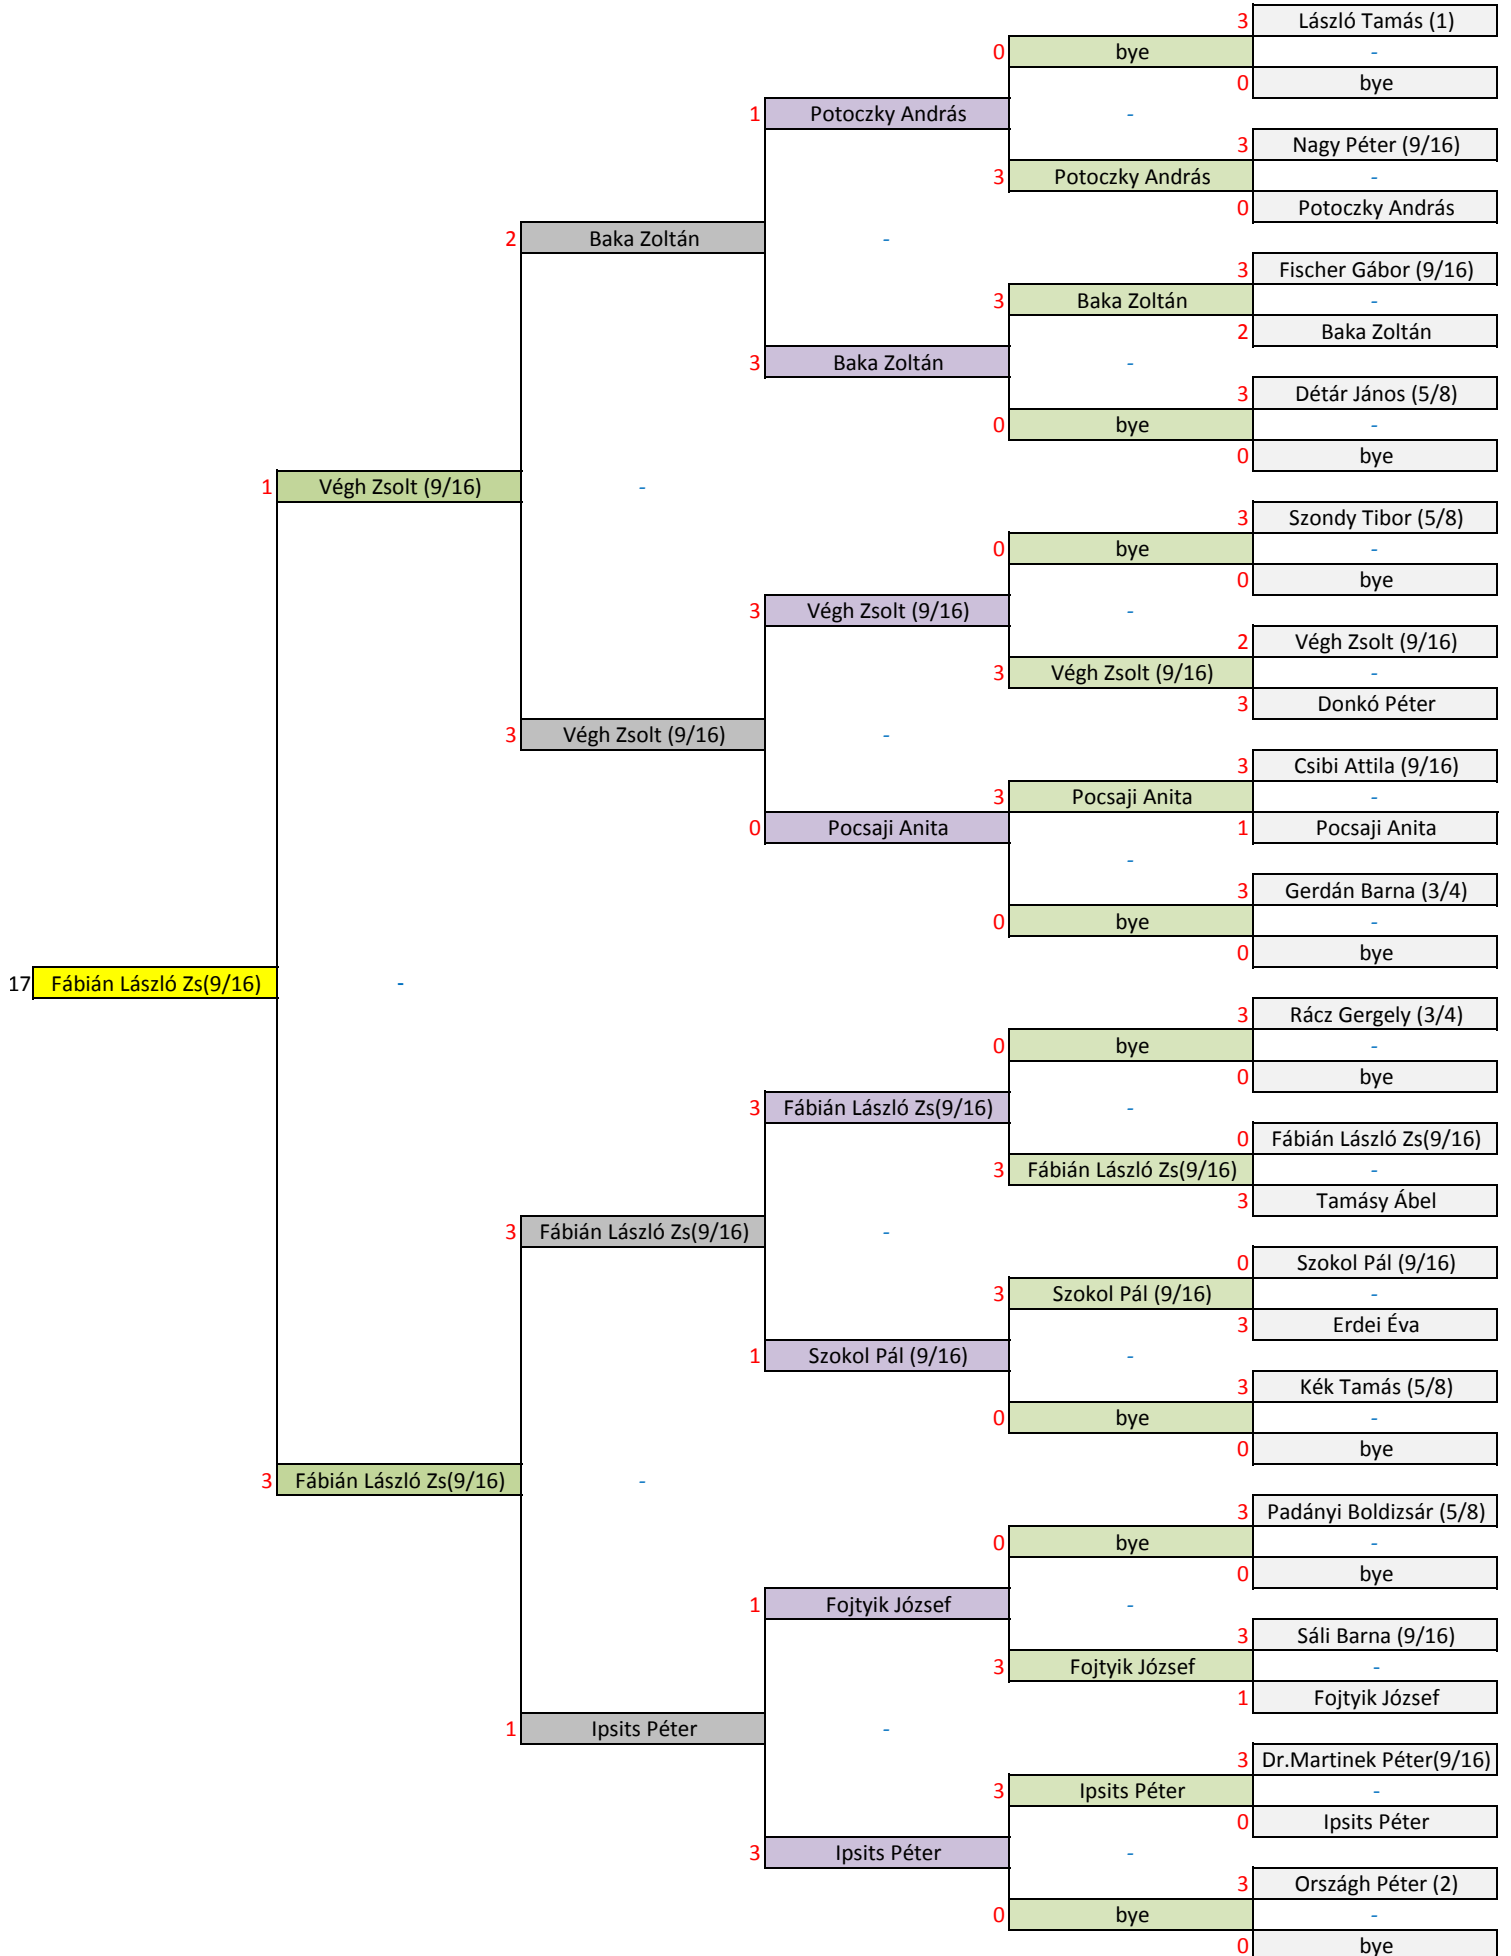 3 László Tamás (1)
0 bye -
0 bye
1 Potoczky András -
3 Nagy Péter (9/16)
3 Potoczky András -
0 Potoczky András
2 Baka Zoltán -
3 Fischer Gábor (9/16)
3 Baka Zoltán -
2 Baka Zoltán
3 Baka Zoltán -
3 Détár János (5/8)
0 bye -
0 bye
1 Végh Zsolt (9/16) -
3 Szondy Tibor (5/8)
0 bye -
0 bye
3 Végh Zsolt (9/16) -
2 Végh Zsolt (9/16)
3 Végh Zsolt (9/16) -
3 Donkó Péter
3 Végh Zsolt (9/16) -
3 Csibi Attila (9/16)
3 Pocsaji Anita -
0 Pocsaji Anita 1 Pocsaji Anita
-
3 Gerdán Barna (3/4)
0 bye -
0 bye
17 Fábián László Zs(9/16) -
3 Rácz Gergely (3/4)
0 bye -
0 bye
3 Fábián László Zs(9/16) -
0 Fábián László Zs(9/16)
3 Fábián László Zs(9/16) -
3 Tamásy Ábel
3 Fábián László Zs(9/16) -
0 Szokol Pál (9/16)
3 Szokol Pál (9/16) -
3 Erdei Éva
1 Szokol Pál (9/16) -
3 Kék Tamás (5/8)
0 bye -
0 bye
3 Fábián László Zs(9/16) -
3 Padányi Boldizsár (5/8)
0 bye -
0 bye
1 Fojtyik József -
3 Sáli Barna (9/16)
3 Fojtyik József -
1 Fojtyik József
1 Ipsits Péter -
3 Dr.Martinek Péter(9/16)
3 Ipsits Péter -
0 Ipsits Péter
3 Ipsits Péter -
3 Országh Péter (2)
0 bye -
0 bye